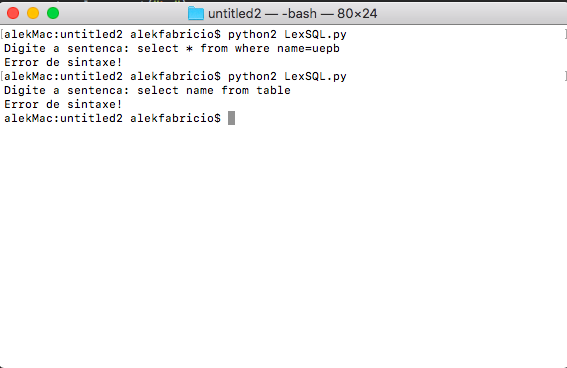 untitled2 — -bash — 80×24
[alekMac:untitled2 alekfabricio$ python2 LexSQL.py ]
Digite a sentenca: select * from where name=uepb
Error de sintaxe!
[alekMac:untitled2 alekfabricio$ python2 LexSQL.py ]
Digite a sentenca: select name from table
Error de sintaxe!
alekMac:untitled2 alekfabricio$